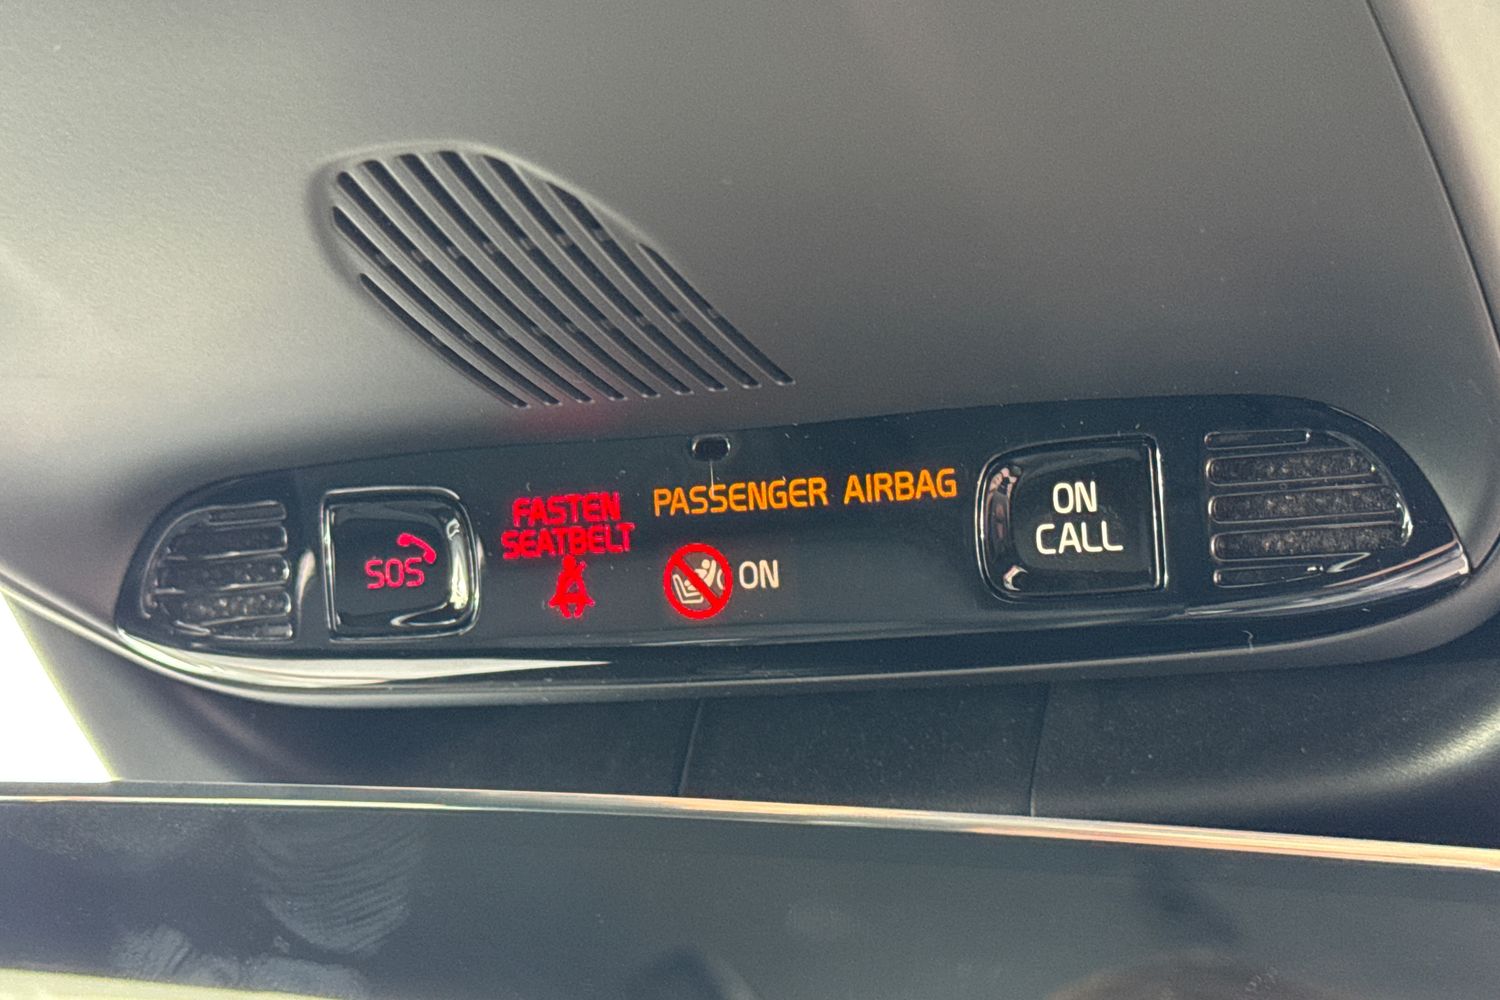 SOS
FASTEN
SEATBELT
PASSENGER AIRBAG
ON
ON
CALL